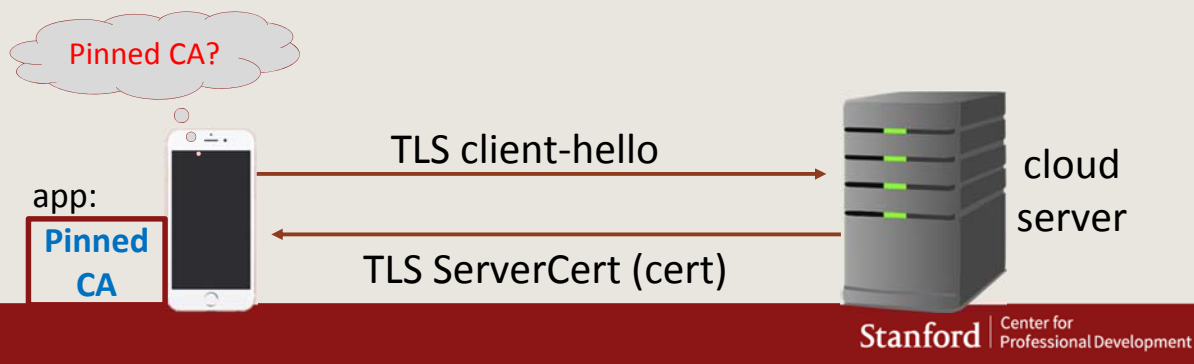 Pinned CA?
TLS client-hello
cloud
server
app:
Pinned
CA
TLS ServerCert (cert)
Stanford
Center for
Professional Development